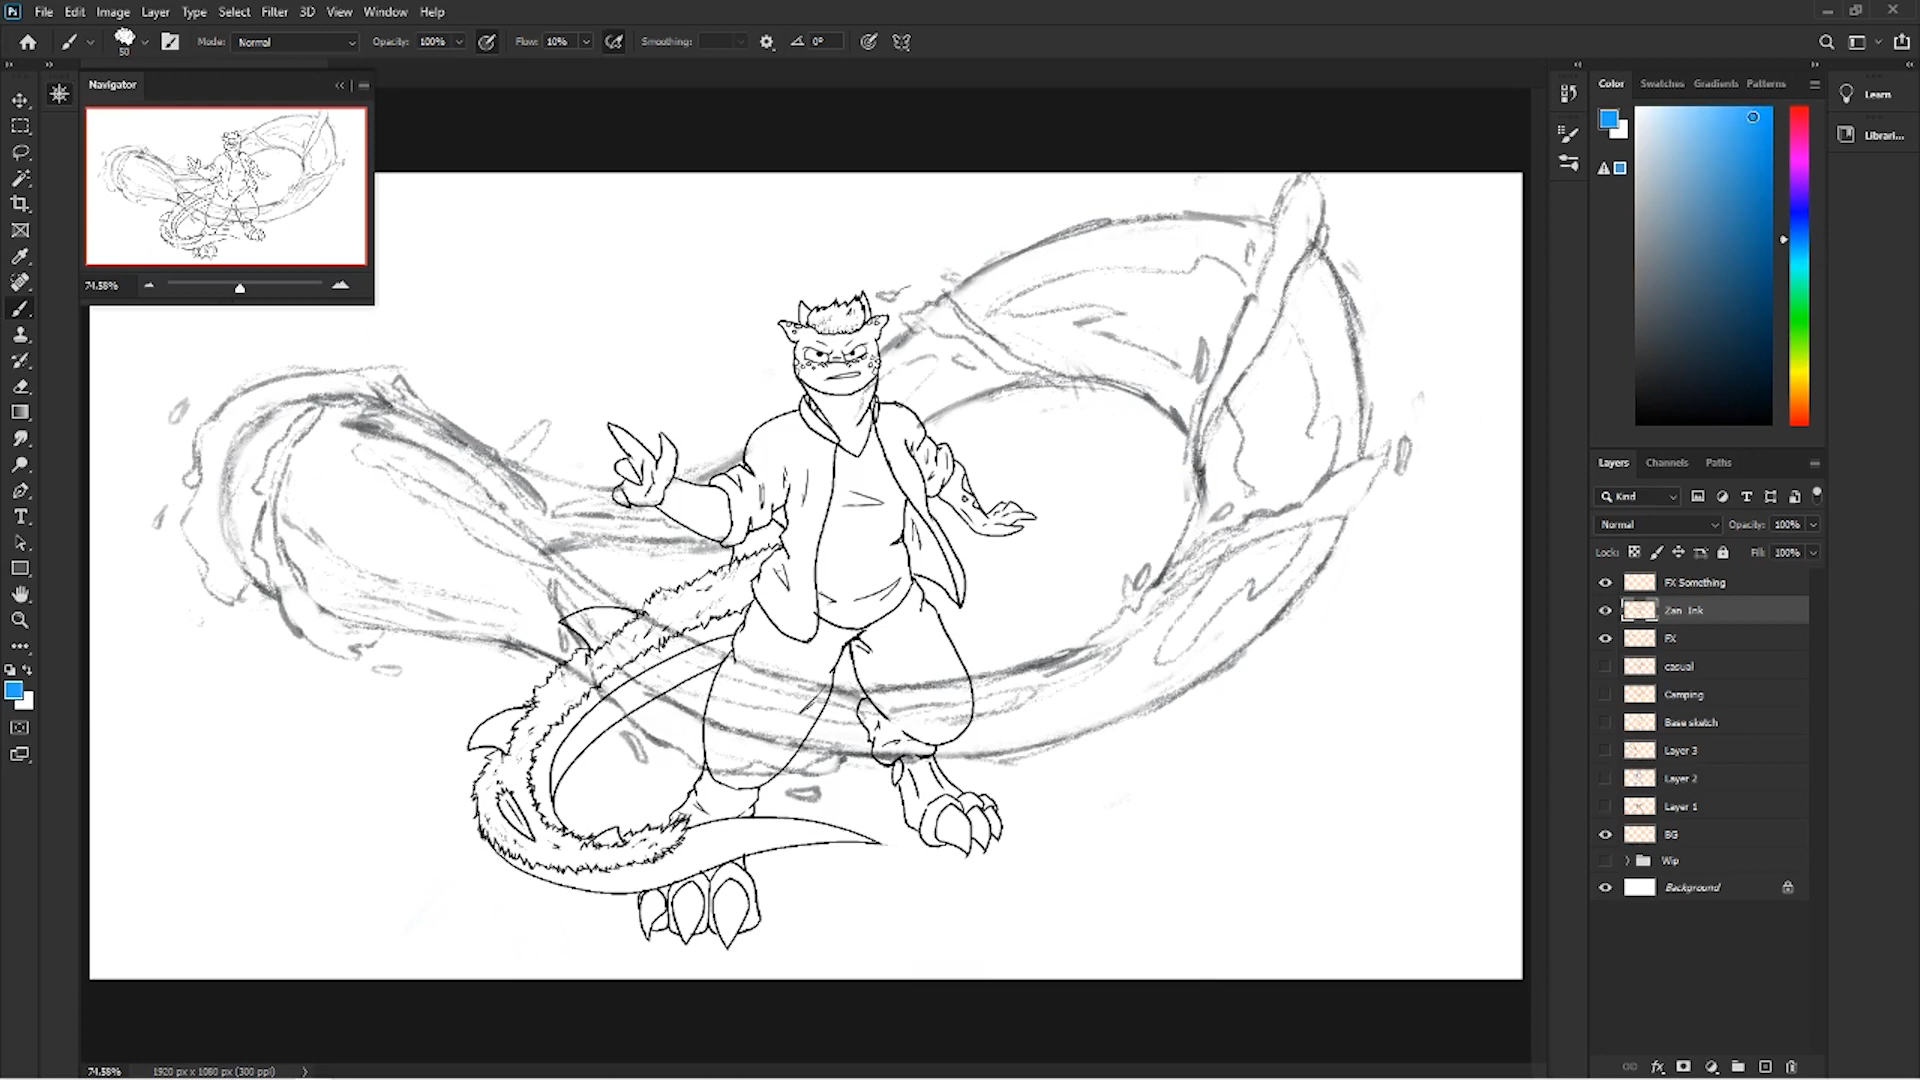 Ps File Edit Image Layer Type Select Filter 3D View Window Help
50 Mode: Normal Opacity: 100% Flow: 10% Smoothing: 0°
Navigator
74.58%
Color Swatches Gradients Patterns
Learn
Librari...
Layers Channels Paths
Kind
Normal Opacity: 100%
Lock: Fill: 100%
FX Something
Zan Ink
FX
casual
Camping
Base sketch
Layer 3
Layer 2
Layer 1
BG
Wip
Background
74.58% 1920 px x 1080 px (300 ppi)